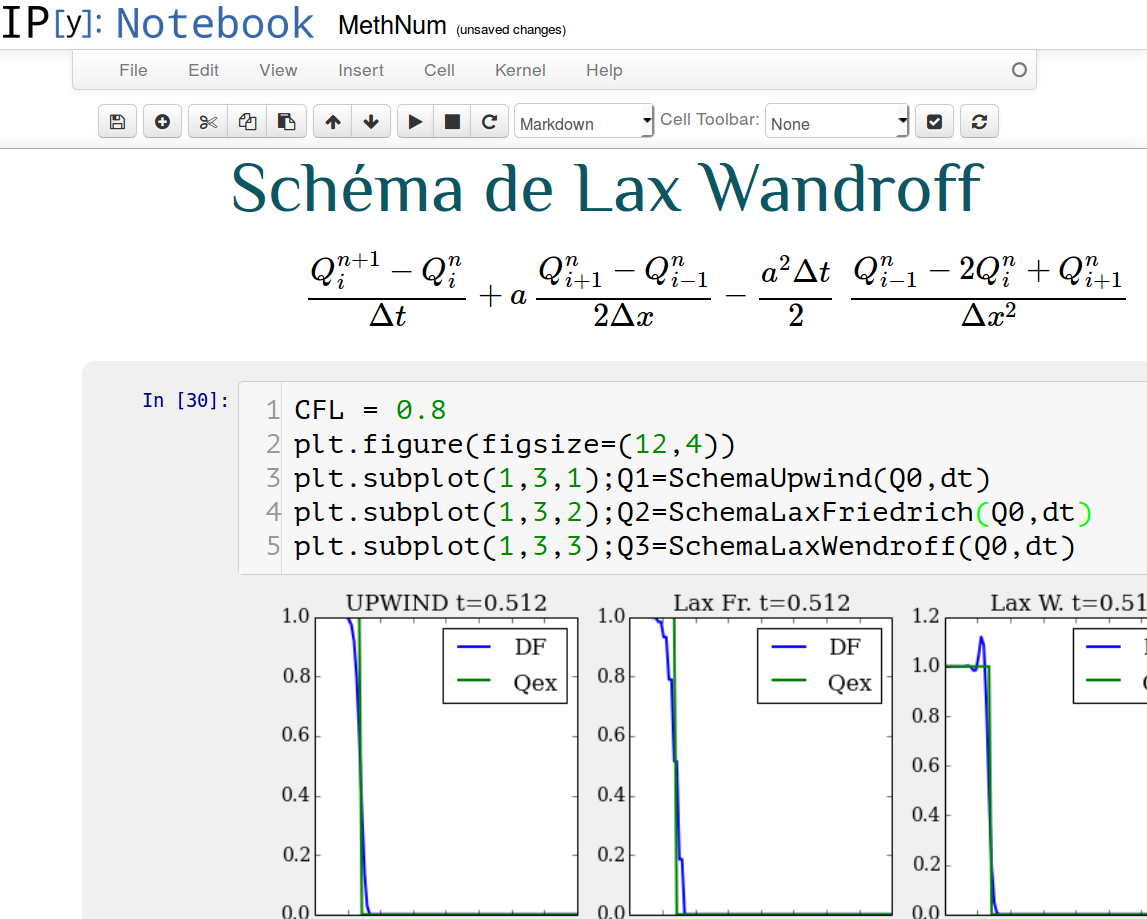 IP[y]: Notebook MethNum (unsaved changes)
File Edit View Insert Cell Kernel Help
Markdown Cell Toolbar: None
Schéma de Lax Wandroff
\frac{Q_i^{n+1} - Q_i^n}{\Delta t} + a \frac{Q_{i+1}^n - Q_{i-1}^n}{2\Delta x} - \frac{a^2 \Delta t}{2} \frac{Q_{i-1}^n - 2Q_i^n + Q_{i+1}^n}{\Delta x^2}
In [30]:
1 CFL = 0.8
2 plt.figure(figsize=(12,4))
3 plt.subplot(1,3,1);Q1=SchemaUpwind(Q0,dt)
4 plt.subplot(1,3,2);Q2=SchemaLaxFriedrich(Q0,dt)
5 plt.subplot(1,3,3);Q3=SchemaLaxWendroff(Q0,dt)
UPWIND t=0.512
1.0
0.8
0.6
0.4
0.2
0.0
DF
Qex
Lax Fr. t=0.512
1.0
0.8
0.6
0.4
0.2
0.0
DF
Qex
Lax W. t=0.51
1.2
1.0
0.8
0.6
0.4
0.2
0.0